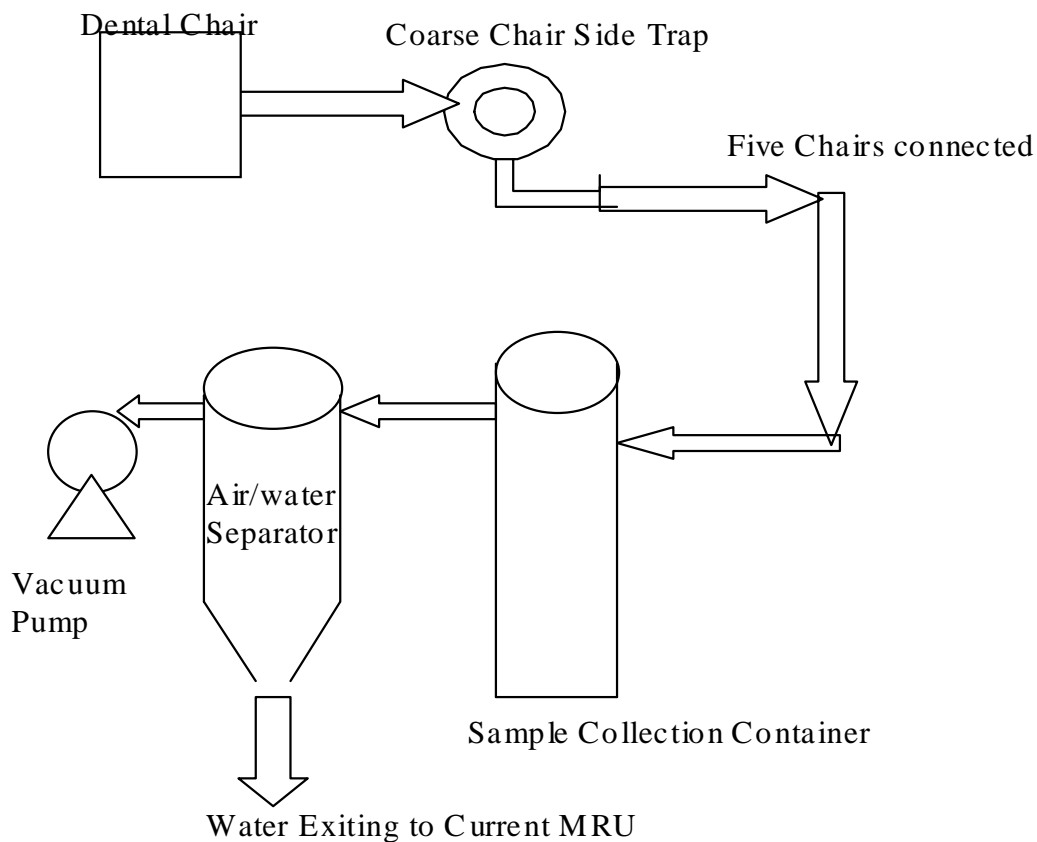 Dental Chair
Coarse Chair Side Trap
Five Chairs connected
Air/water
Separator
Vacuum
Pump
Sample Collection Container
Water Exiting to Current MRU